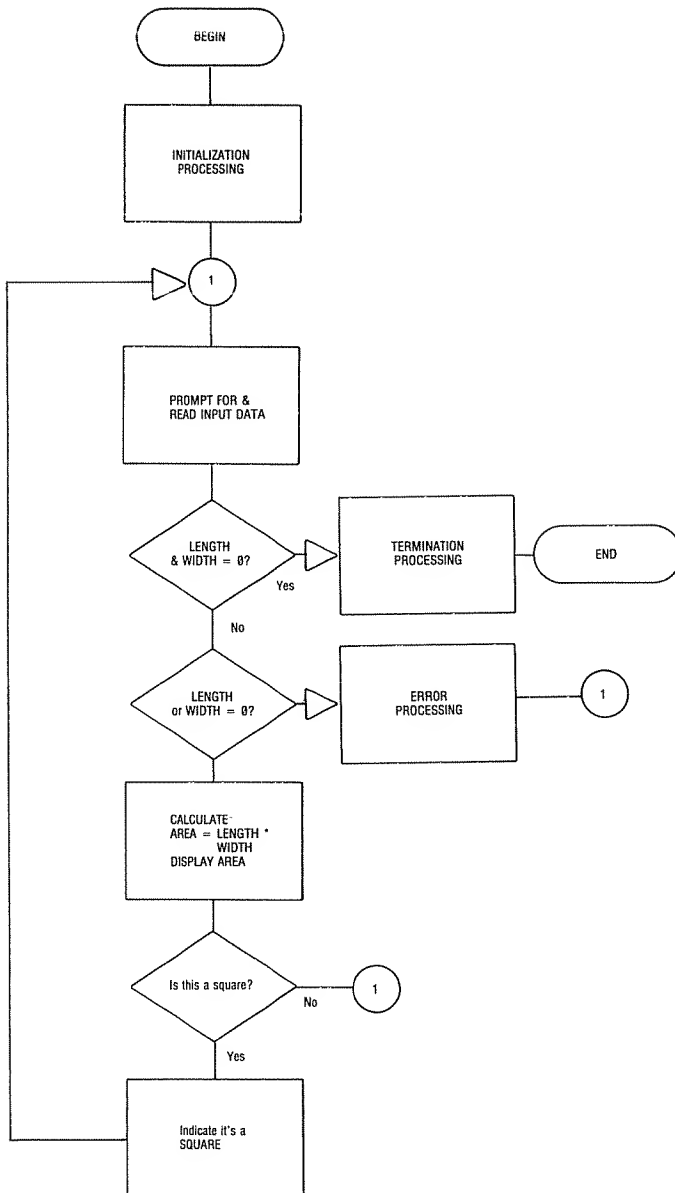 BEGIN
INITIALIZATION
PROCESSING
1
PROMPT FOR &
READ INPUT DATA
LENGTH
& WIDTH = 0?
Yes
TERMINATION
PROCESSING
END
No
LENGTH
or WIDTH = 0?
ERROR
PROCESSING
1
CALCULATE
AREA = LENGTH *
WIDTH
DISPLAY AREA
Is this a square?
No
1
Yes
Indicate it's a
SQUARE